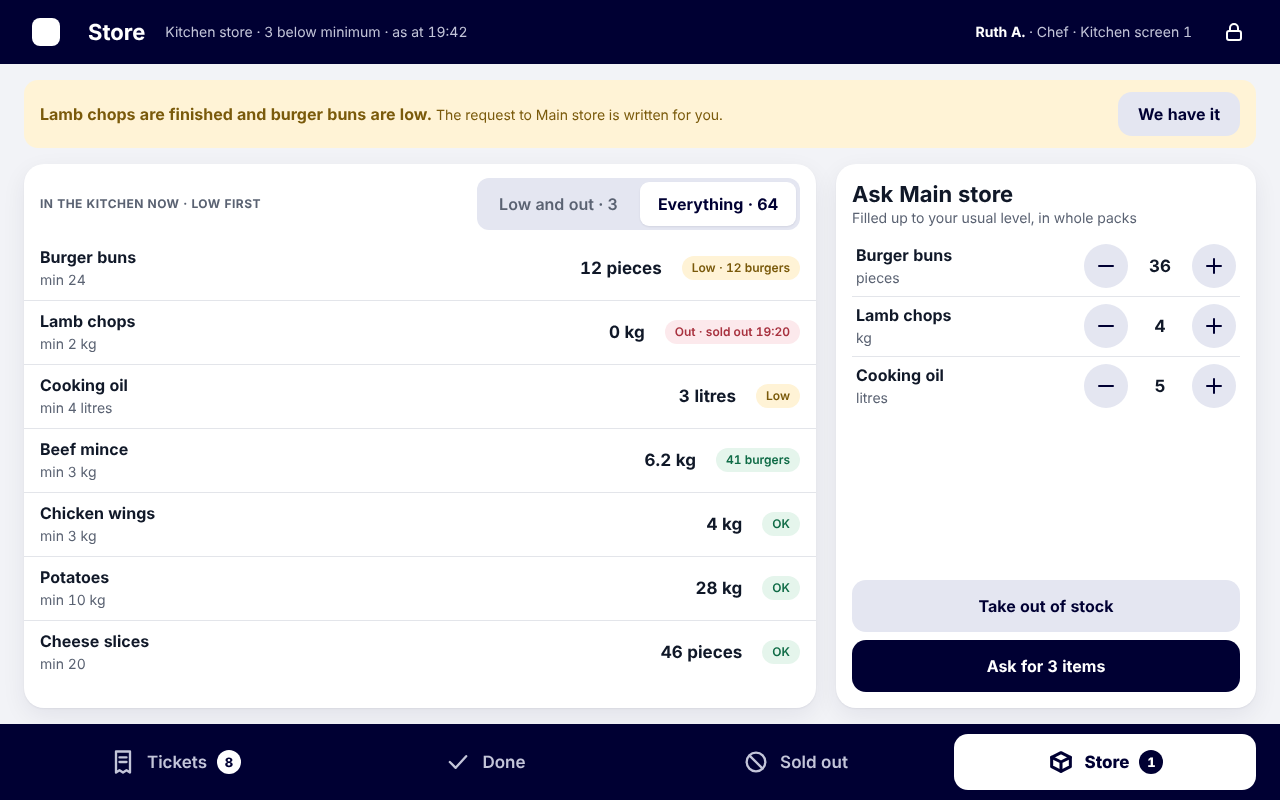 Store
Kitchen store · 3 below minimum · as at 19:42
Ruth A. · Chef · Kitchen screen 1
Lamb chops are finished and burger buns are low. The request to Main store is written for you.
We have it
IN THE KITCHEN NOW · LOW FIRST
Low and out · 3
Everything · 64
Burger buns
min 24
12 pieces
Low · 12 burgers
Lamb chops
min 2 kg
0 kg
Out · sold out 19:20
Cooking oil
min 4 litres
3 litres
Low
Beef mince
min 3 kg
6.2 kg
41 burgers
Chicken wings
min 3 kg
4 kg
OK
Potatoes
min 10 kg
28 kg
OK
Cheese slices
min 20
46 pieces
OK
Ask Main store
Filled up to your usual level, in whole packs
Burger buns
pieces
36
Lamb chops
kg
4
Cooking oil
litres
5
Take out of stock
Ask for 3 items
Tickets 8
Done
Sold out
Store 1